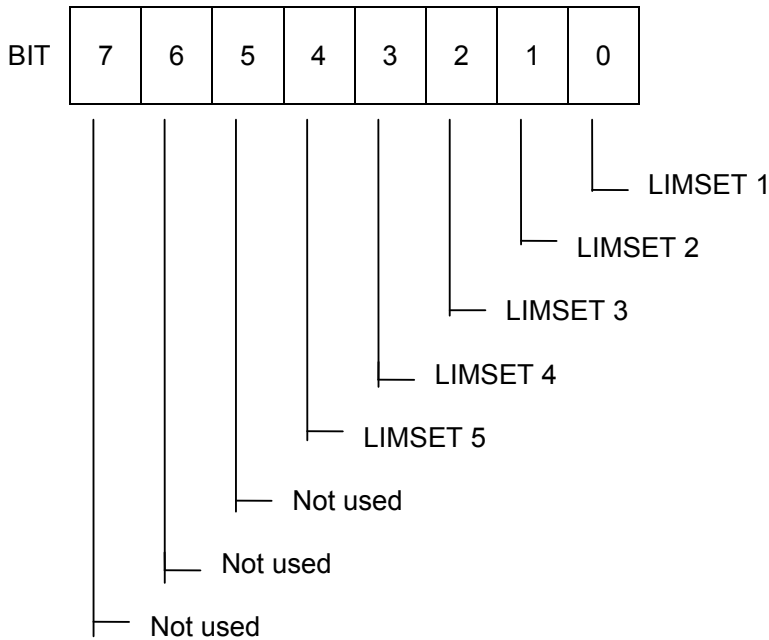 BIT 7 6 5 4 3 2 1 0
LIMSET 1
LIMSET 2
LIMSET 3
LIMSET 4
LIMSET 5
Not used
Not used
Not used